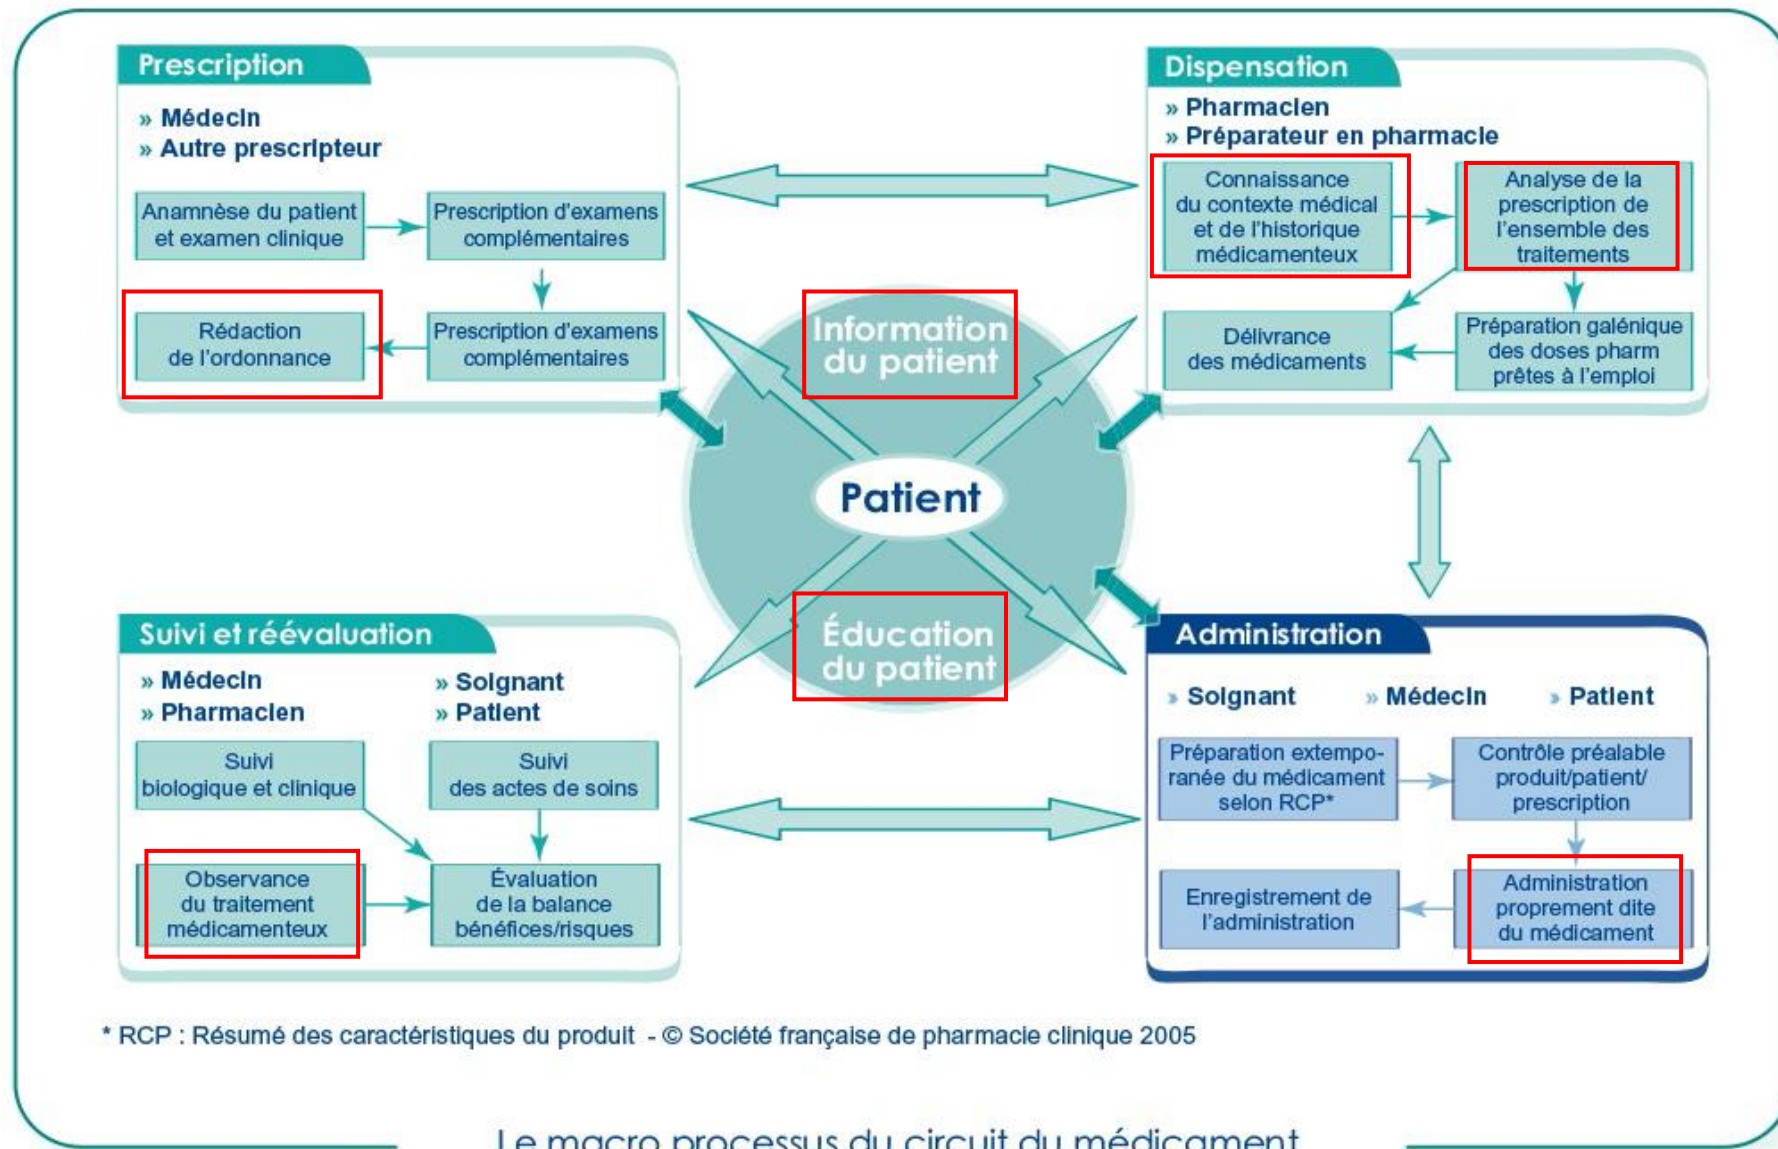 Prescription
» Médecin
» Autre prescripteur
Anamnèse du patient
et examen clinique
Prescription d'examens
complémentaires
Rédaction
de l'ordonnance
Prescription d'examens
complémentaires
Dispensation
» Pharmacien
» Préparateur en pharmacie
Connaissance
du contexte médical
et de l'historique
médicamenteux
Analyse de la
prescription de
l'ensemble des
traitements
Délivrance
des médicaments
Préparation galénique
des doses pharm
prêtes à l'emploi
Information
du patient
Patient
Éducation
du patient
Suivi et réévaluation
» Médecin
» Pharmacien
» Soignant
» Patient
Suivi
biologique et clinique
Suivi
des actes de soins
Observance
du traitement
médicamenteux
Évaluation
de la balance
bénéfices/risques
Administration
» Soignant
» Médecin
» Patient
Préparation extempo-
ranée du médicament
selon RCP*
Contrôle préalable
produit/patient/
prescription
Enregistrement de
l'administration
Administration
proprement dite
du médicament
* RCP : Résumé des caractéristiques du produit - © Société française de pharmacie clinique 2005
Le macro processus du circuit du médicament